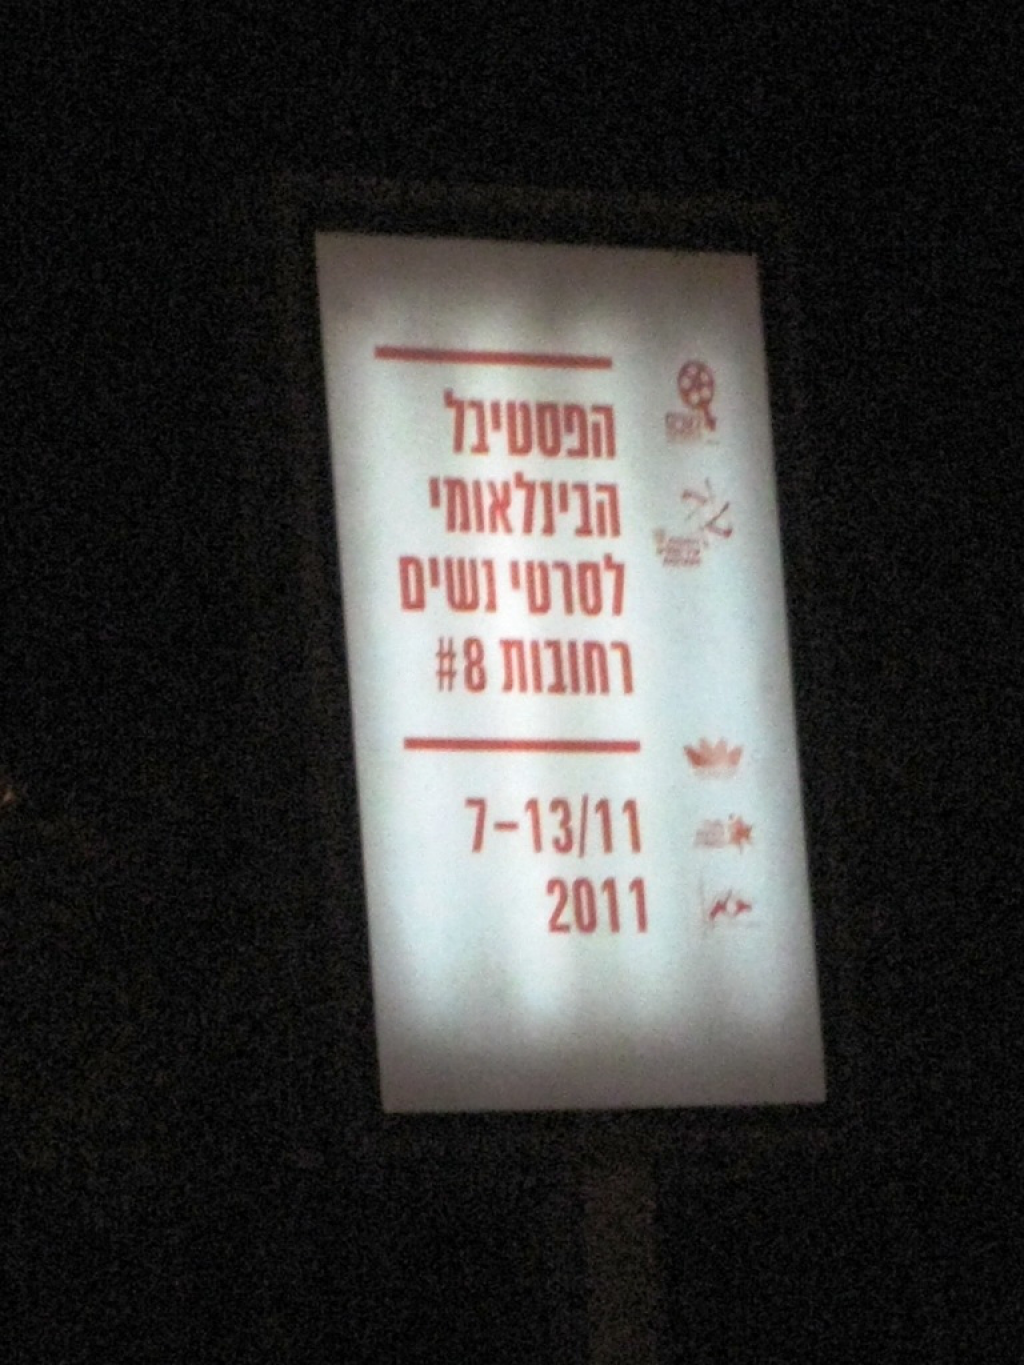 הפסטיבל
הבינלאומי
לסרטי נשים
רחובות 8#
7-13/11
2011